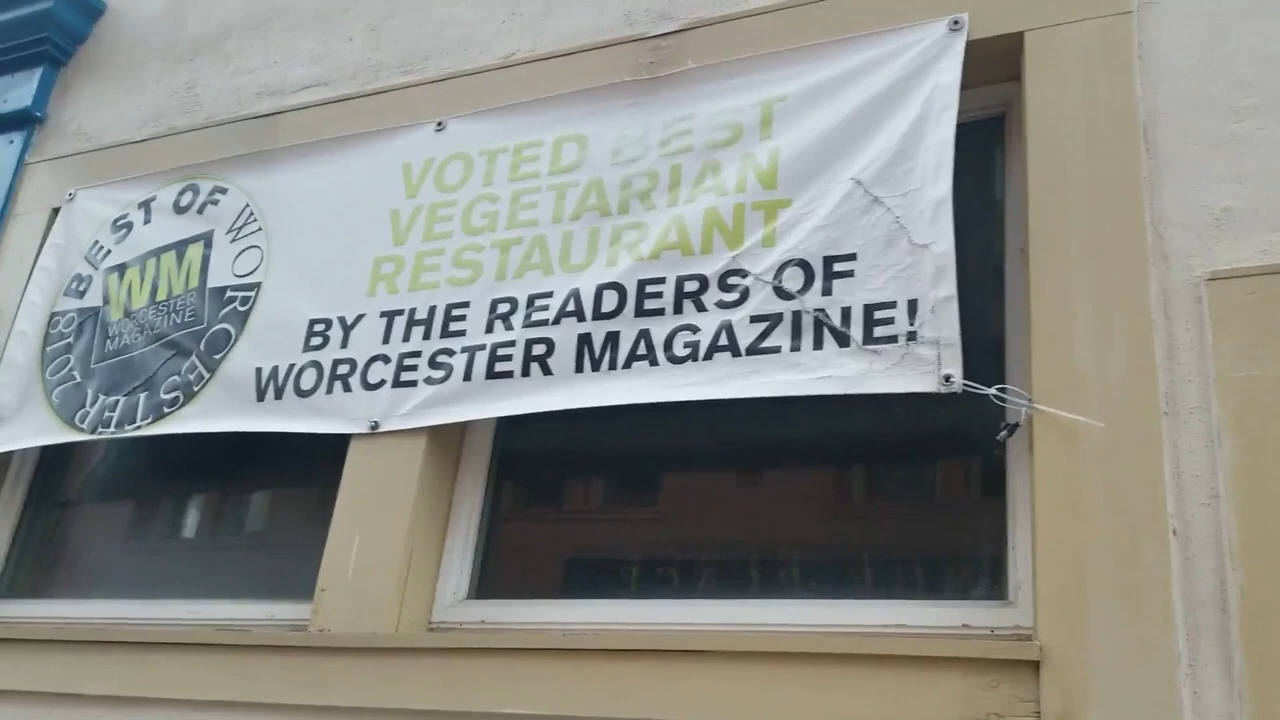 BEST OF WORCESTER 2018
WM
WORCESTER
MAGAZINE
VOTED BEST
VEGETARIAN
RESTAURANT
BY THE READERS OF
WORCESTER MAGAZINE!